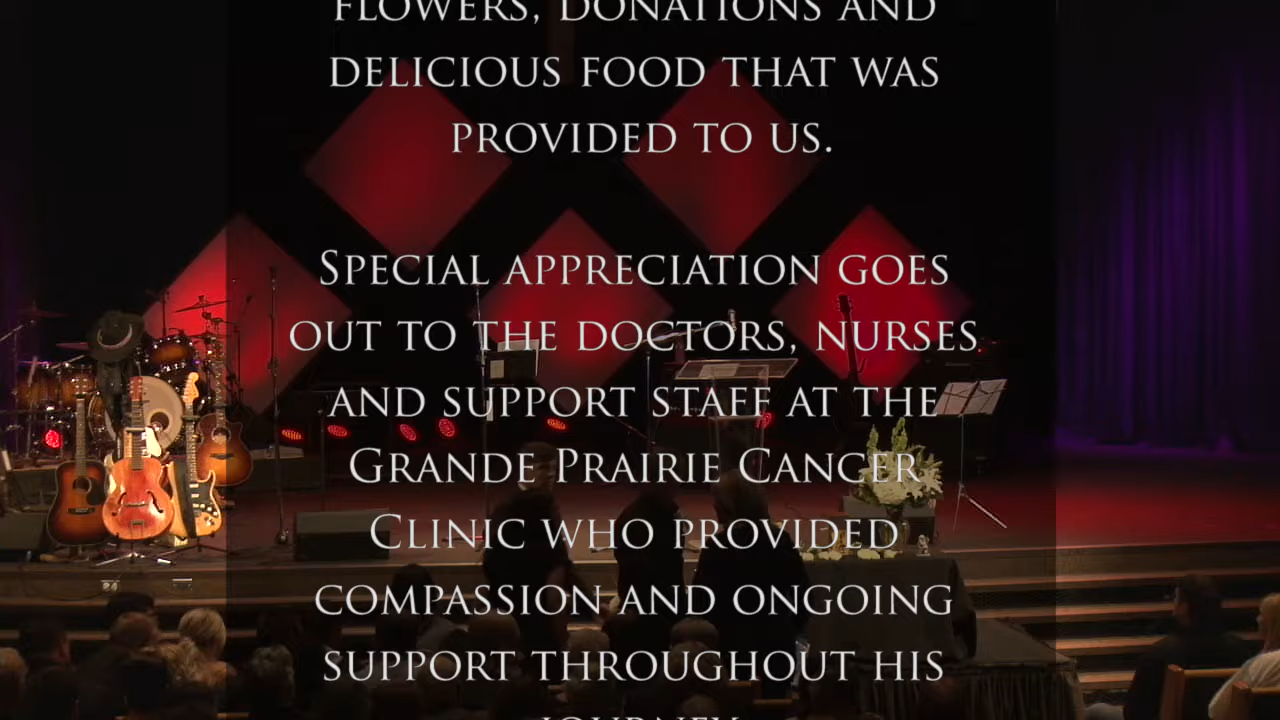 FLOWERS, DONATIONS AND
DELICIOUS FOOD THAT WAS
PROVIDED TO US.
SPECIAL APPRECIATION GOES
OUT TO THE DOCTORS, NURSES
AND SUPPORT STAFF AT THE
GRANDE PRAIRIE CANCER
CLINIC WHO PROVIDED
COMPASSION AND ONGOING
SUPPORT THROUGHOUT HIS
JOURNEY